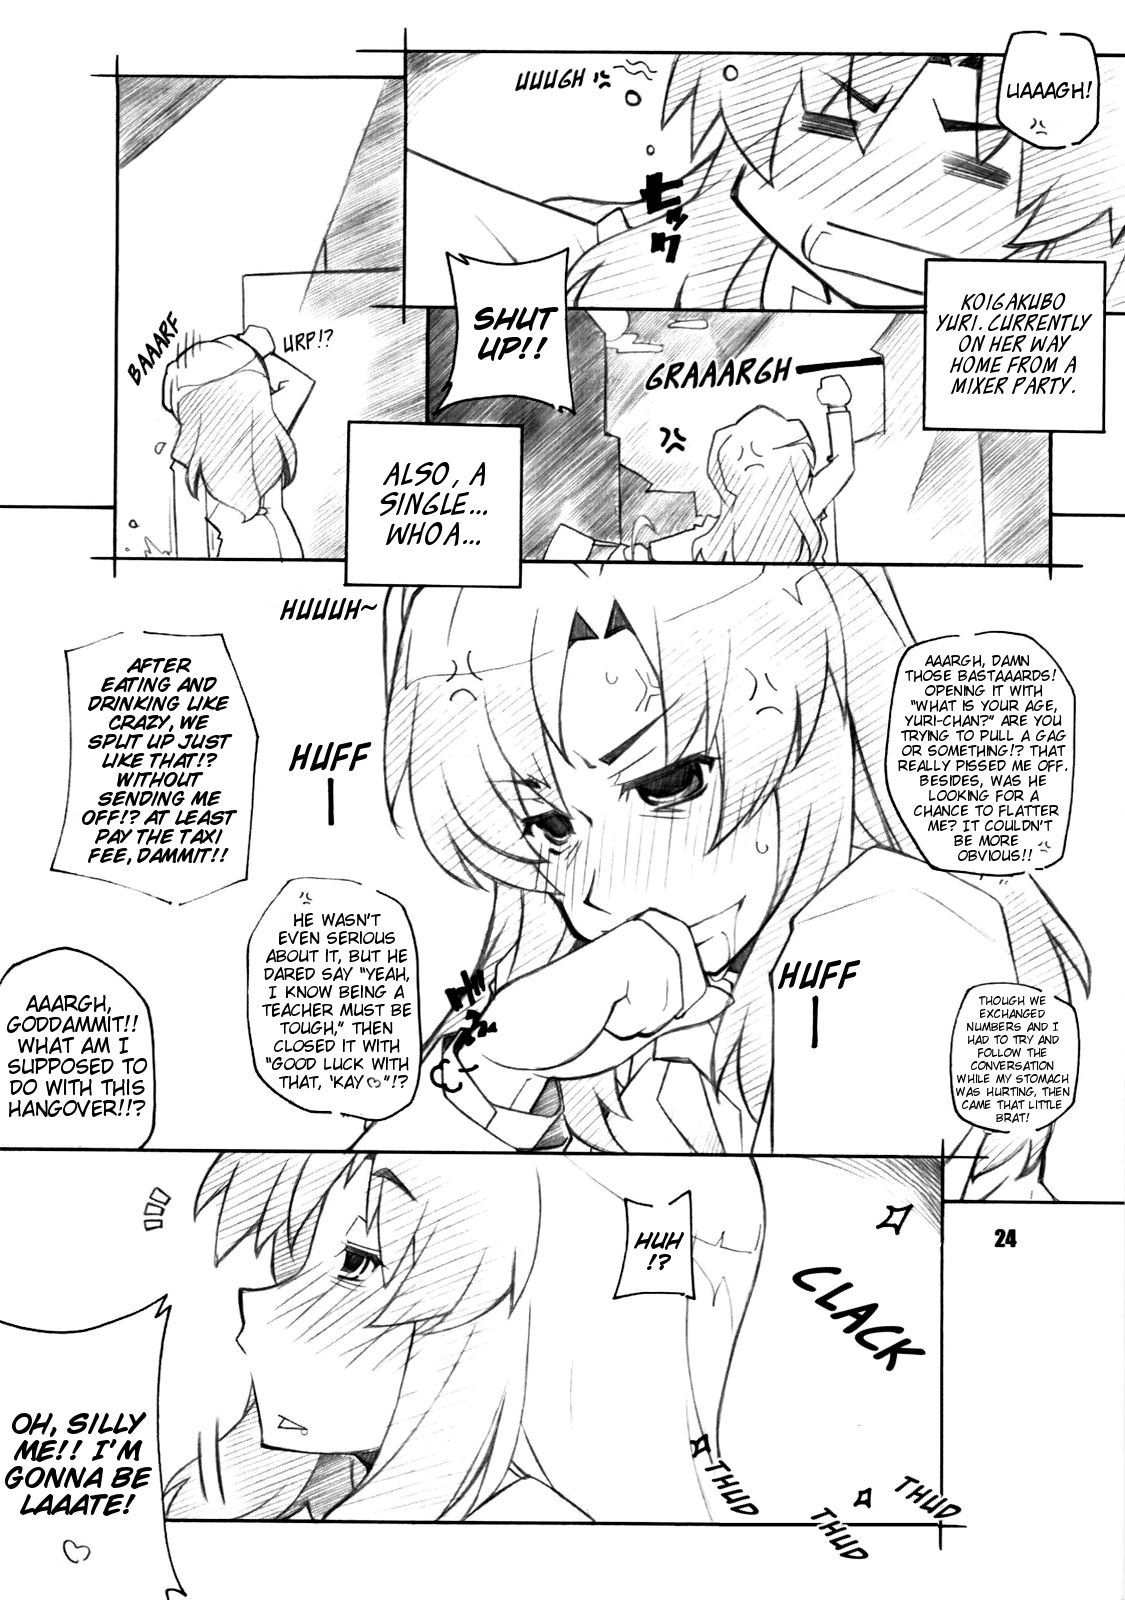 UAAAGH!
UUUGH
ヒック
KOIGAKUBO
YURI. CURRENTLY
ON HER WAY
HOME FROM A
MIXER PARTY.
SHUT
UP!!
GRAAARGH
URP!?
BAAARF
ALSO, A
SINGLE...
WHOA...
HUUUH~
AAARGH, DAMN
THOSE BASTAAARDS!
OPENING IT WITH
"WHAT IS YOUR AGE,
YURI-CHAN?" ARE YOU
TRYING TO PULL A GAG
OR SOMETHING!? THAT
REALLY PISSED ME OFF.
BESIDES, WAS HE
LOOKING FOR A
CHANCE TO FLATTER
ME? IT COULDN'T
BE MORE
OBVIOUS!!
AFTER
EATING AND
DRINKING LIKE
CRAZY, WE
SPLIT UP JUST
LIKE THAT!?
WITHOUT
SENDING ME
OFF!? AT LEAST
PAY THE TAXI
FEE, DAMMIT!!
HUFF
HE WASN'T
EVEN SERIOUS
ABOUT IT, BUT HE
DARED SAY "YEAH,
I KNOW BEING A
TEACHER MUST BE
TOUGH," THEN
CLOSED IT WITH
"GOOD LUCK WITH
THAT, 'KAY♡"!?
HUFF
THOUGH WE
EXCHANGED
NUMBERS AND I
HAD TO TRY AND
FOLLOW THE
CONVERSATION
WHILE MY STOMACH
WAS HURTING, THEN
CAME THAT LITTLE
BRAT!
AAARGH,
GODDAMMIT!!
WHAT AM I
SUPPOSED TO
DO WITH THIS
HANGOVER!!?
HUH
!?
CLACK
THUD
THUD
THUD
OH, SILLY
ME!! I'M
GONNA BE
LAAATE!
♡
24